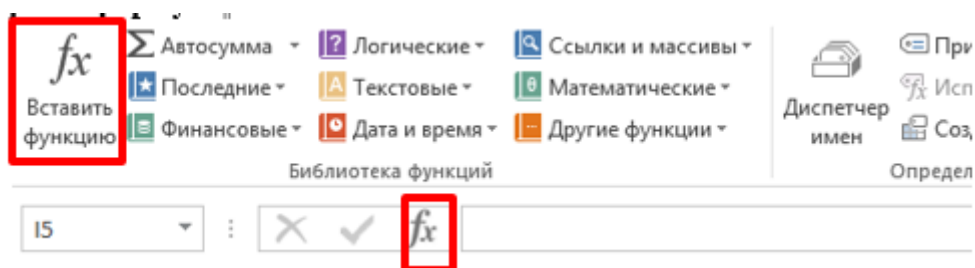 fx Σ Автосумма ? Логические Ссылки и массивы При
Вставить функцию Последние A Текстовые θ Математические Диспетчер имен fx Исп
Финансовые Дата и время Другие функции Соз
Библиотека функций Определ
I5 fx